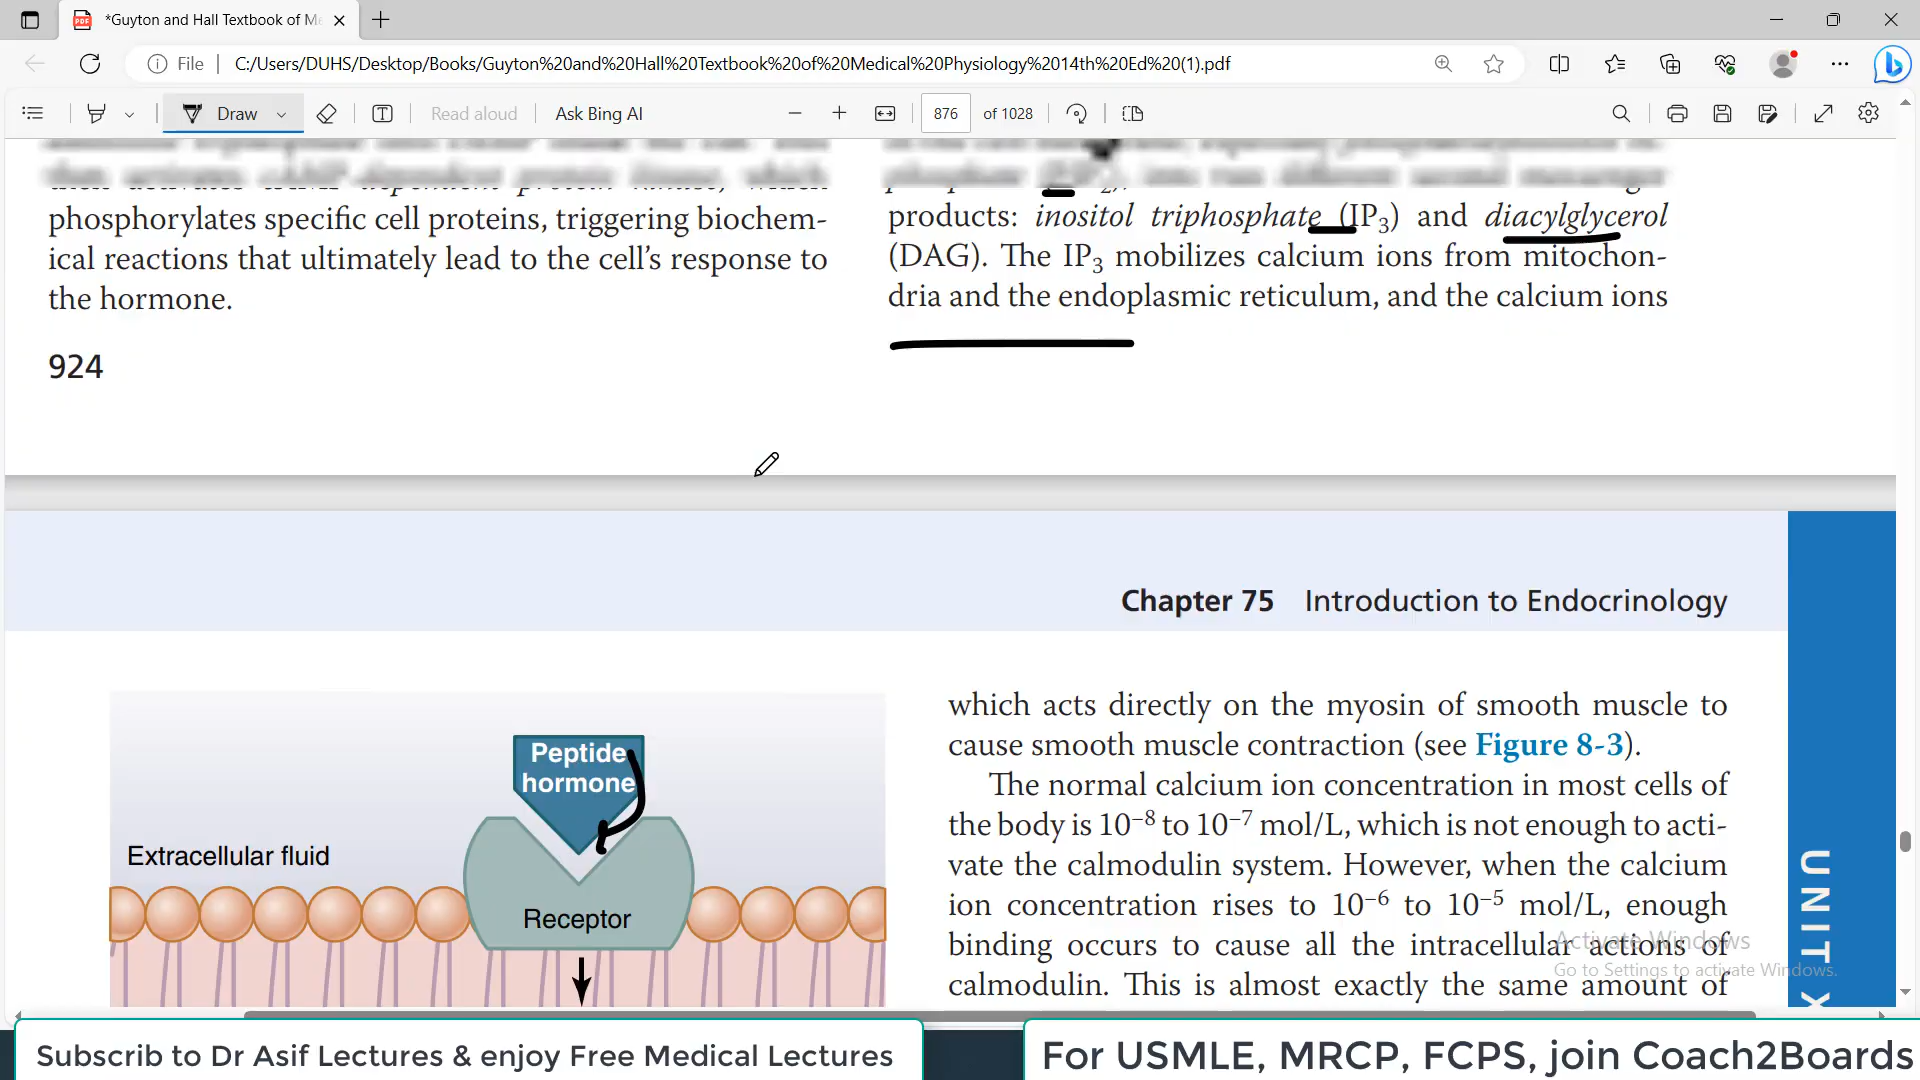 *Guyton and Hall Textbook of Me
File
C:/Users/DUHS/Desktop/Books/Guyton%20and%20Hall%20Textbook%20of%20Medical%20Physiology%2014th%20Ed%20(1).pdf
Draw
Read aloud
Ask Bing AI
876 of 1028
then activates cAMP-dependent protein kinase, which
phosphorylates specific cell proteins, triggering biochem-
ical reactions that ultimately lead to the cell's response to
the hormone.
924
products: inositol triphosphate (IP3) and diacylglycerol
(DAG). The IP3 mobilizes calcium ions from mitochon-
dria and the endoplasmic reticulum, and the calcium ions
Chapter 75 Introduction to Endocrinology
UNIT X
Peptide
hormone
Extracellular fluid
Receptor
which acts directly on the myosin of smooth muscle to
cause smooth muscle contraction (see Figure 8-3).
The normal calcium ion concentration in most cells of
the body is 10−8 to 10−7 mol/L, which is not enough to acti-
vate the calmodulin system. However, when the calcium
ion concentration rises to 10−6 to 10−5 mol/L, enough
binding occurs to cause all the intracellular actions of
calmodulin. This is almost exactly the same amount of
Activate Windows
Go to Settings to activate Windows.
Subscrib to Dr Asif Lectures & enjoy Free Medical Lectures
For USMLE, MRCP, FCPS, join Coach2Boards